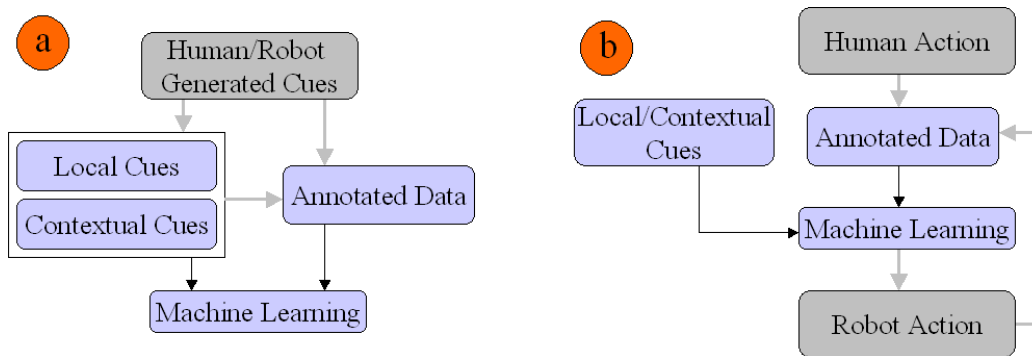 a
Human/Robot
Generated Cues
Local Cues
Contextual Cues
Annotated Data
Machine Learning
b
Human Action
Local/Contextual
Cues
Annotated Data
Machine Learning
Robot Action